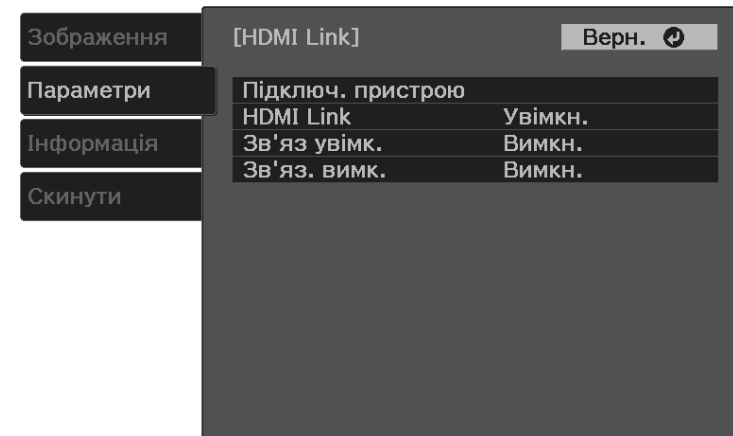 Зображення
Параметри
Інформація
Скинути
[HDMI Link]
Верн.
Підключ. пристрою
HDMI Link Увімкн.
Зв'яз увімк. Вимкн.
Зв'яз. вимк. Вимкн.